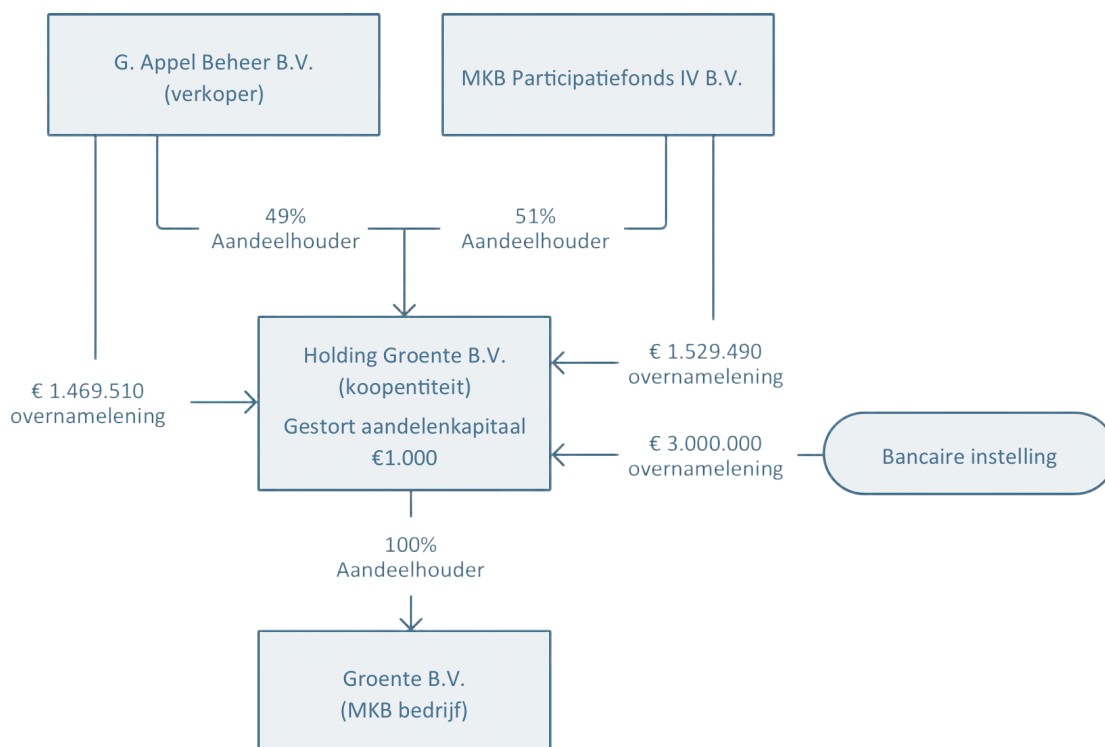 G. Appel Beheer B.V.
(verkoper)
MKB Participatiefonds IV B.V.
49%
Aandeelhouder
51%
Aandeelhouder
Holding Groente B.V.
(koopentiteit)
Gestort aandelenkapitaal
€1.000
€ 1.469.510
overnamelening
€ 1.529.490
overnamelening
€ 3.000.000
overnamelening
Bancaire instelling
100%
Aandeelhouder
Groente B.V.
(MKB bedrijf)